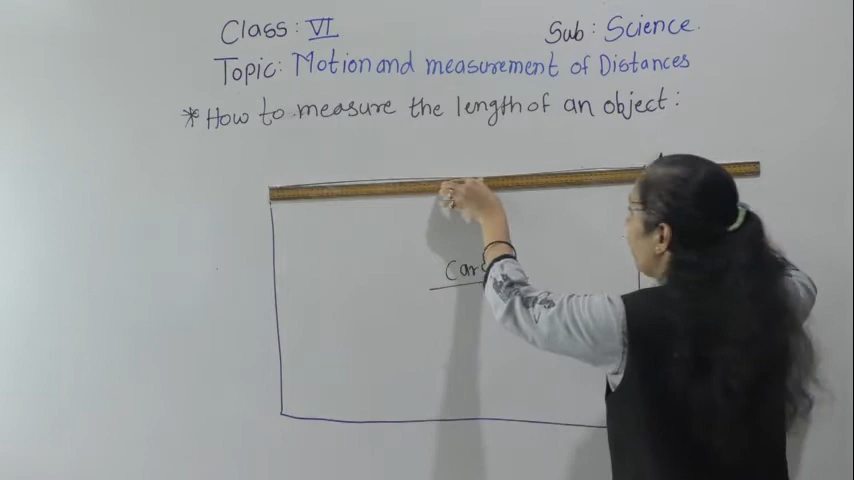 Class: VI Sub: Science.
Topic: Motion and measurement of Distances
* How to measure the length of an object: